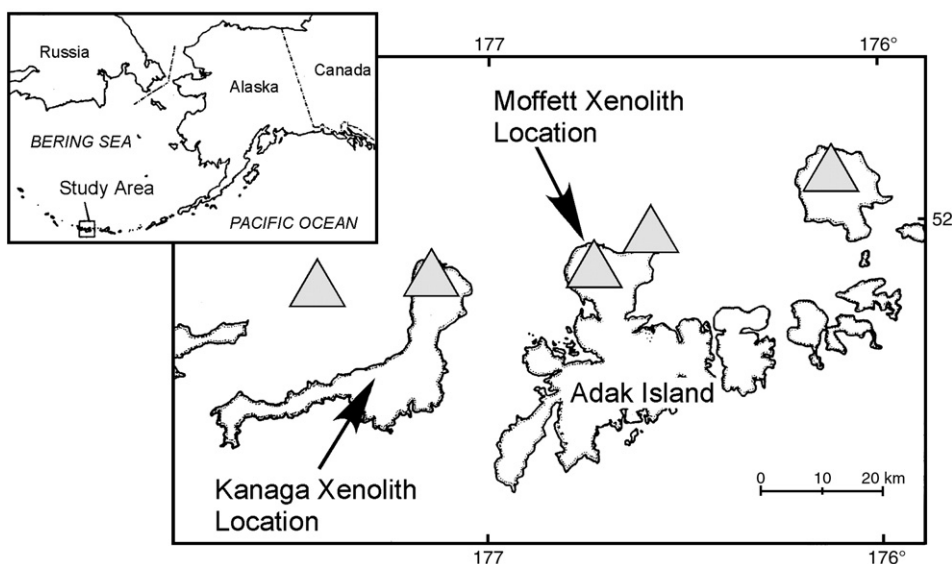 Russia
Canada
Alaska
BERING SEA
Study Area
PACIFIC OCEAN
177
176°
Moffett Xenolith
Location
52
Adak Island
Kanaga Xenolith
Location
0 10 20 km
177
176°